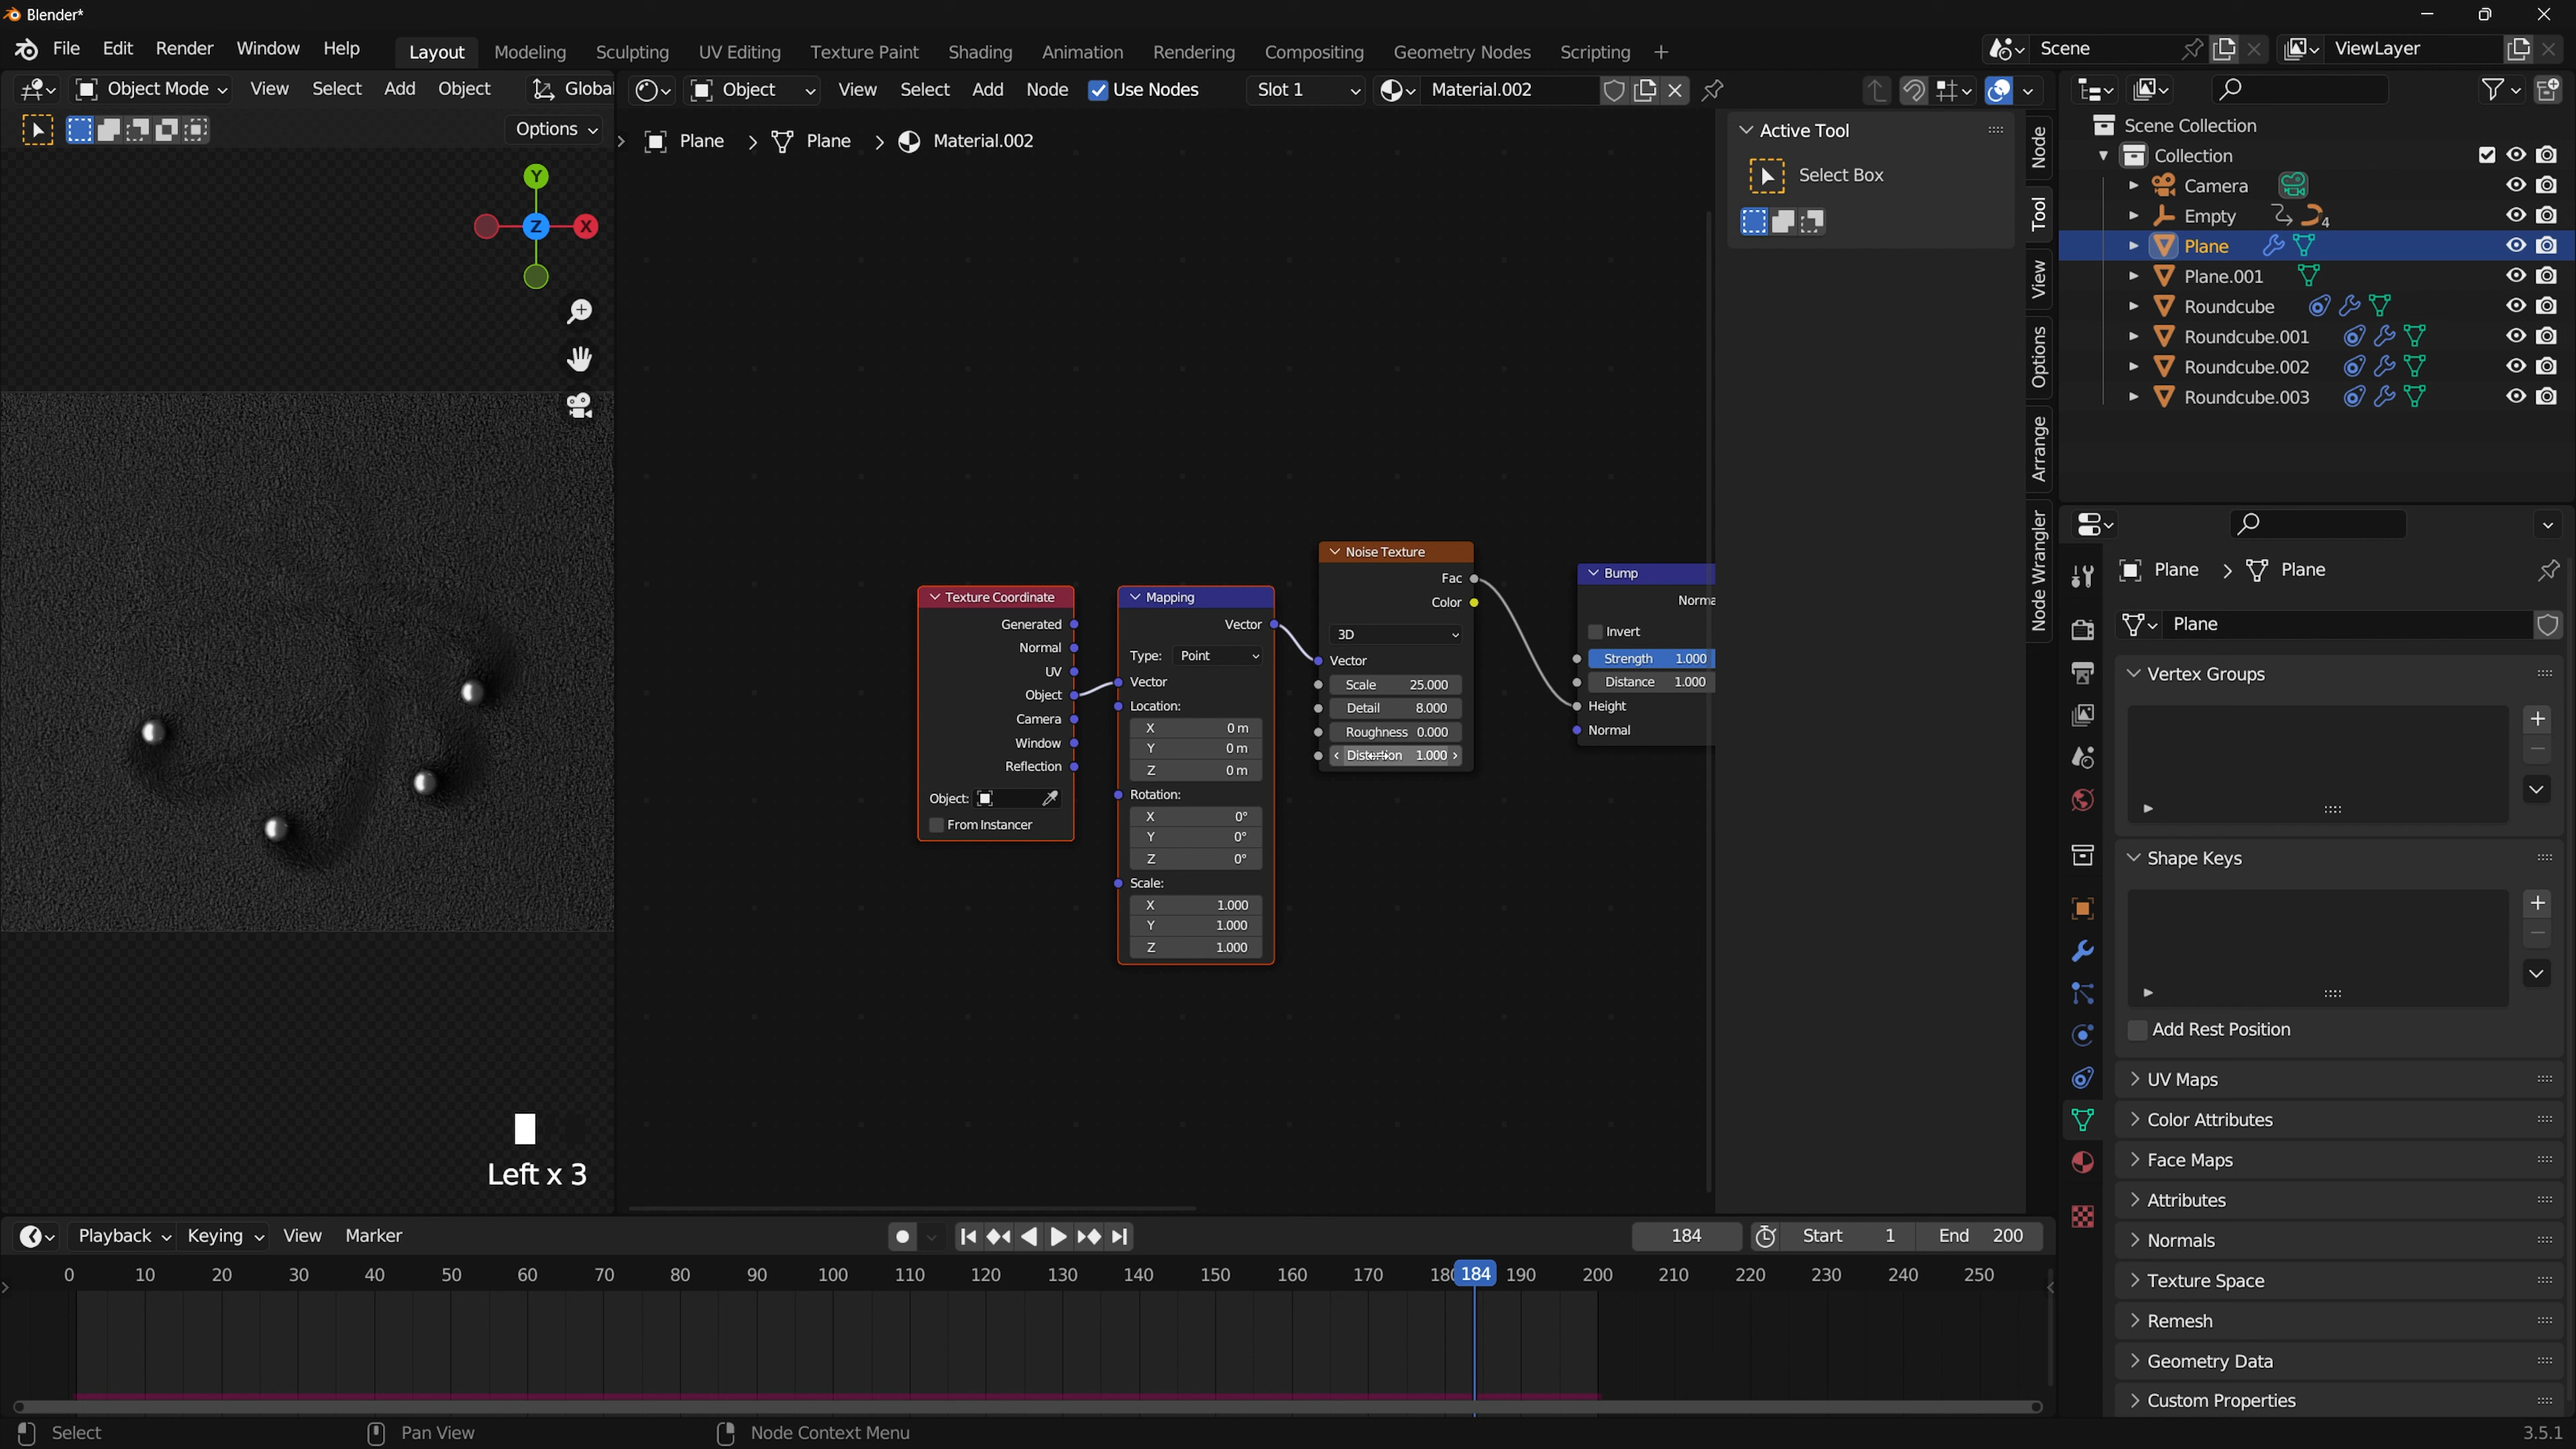 Blender*
File Edit Render Window Help
Layout Modeling Sculpting UV Editing Texture Paint Shading Animation Rendering Compositing Geometry Nodes Scripting +
Scene
ViewLayer
Object Mode View Select Add Object Global
Options
Object View Select Add Node Use Nodes Slot 1 Material.002
Plane > Plane > Material.002
Y
Z
X
Active Tool
Select Box
Node
Tool
View
Options
Arrange
Node Wrangler
Texture Coordinate
Generated
Normal
UV
Object
Camera
Window
Reflection
Object:
From Instancer
Mapping
Vector
Type: Point
Vector
Location:
X 0 m
Y 0 m
Z 0 m
Rotation:
X 0°
Y 0°
Z 0°
Scale:
X 1.000
Y 1.000
Z 1.000
Noise Texture
Fac
Color
3D
Vector
Scale 25.000
Detail 8.000
Roughness 0.000
Distortion 1.000
Bump
Norma
Invert
Strength 1.000
Distance 1.000
Height
Normal
Left x 3
Scene Collection
Collection
Camera
Empty 4
Plane
Plane.001
Roundcube
Roundcube.001
Roundcube.002
Roundcube.003
Plane > Plane
Plane
Vertex Groups
Shape Keys
Add Rest Position
UV Maps
Color Attributes
Face Maps
Attributes
Normals
Texture Space
Remesh
Geometry Data
Custom Properties
Playback Keying View Marker
184 Start 1 End 200
0 10 20 30 40 50 60 70 80 90 100 110 120 130 140 150 160 170 180 184 190 200 210 220 230 240 250
Select Pan View Node Context Menu 3.5.1